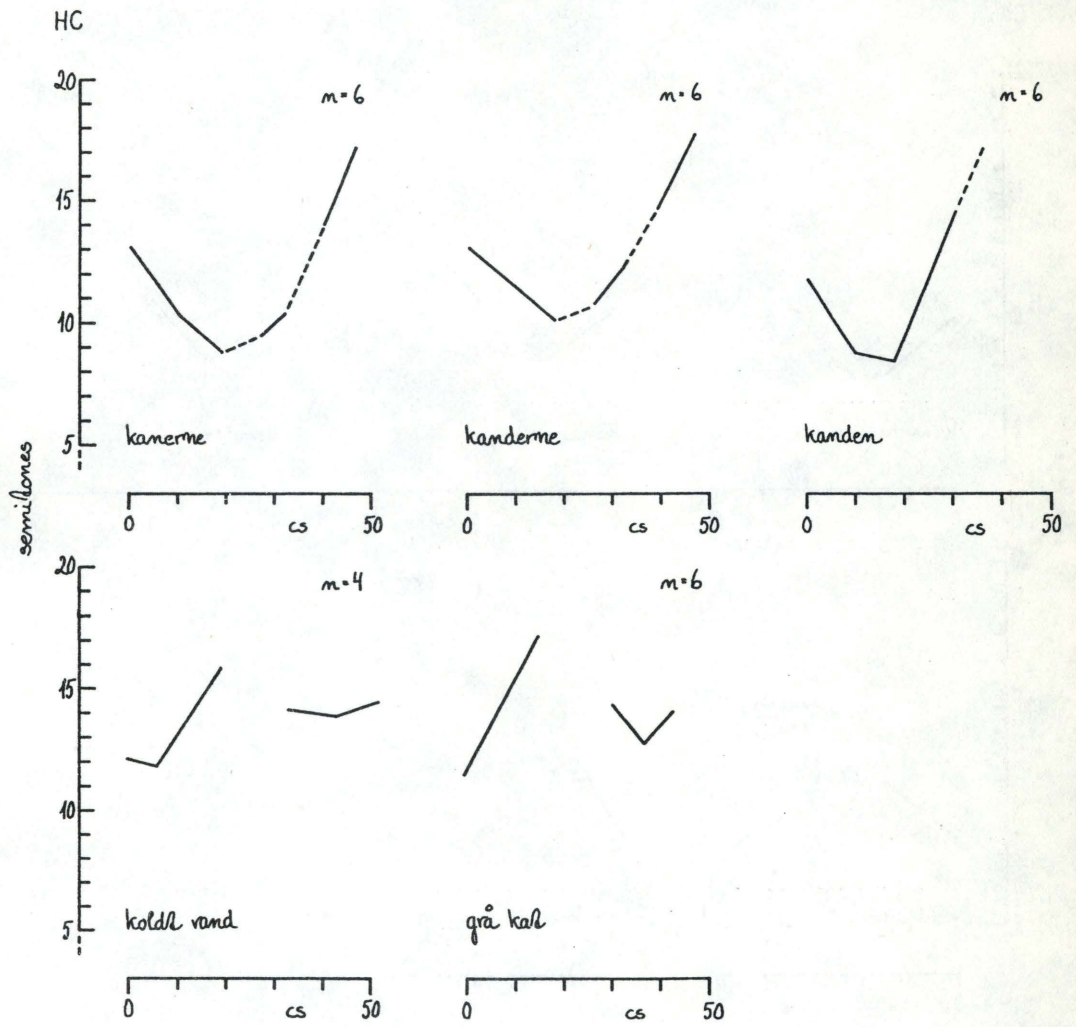 HC
20
15
10
5
semitones
n=6
n=6
n=6
kanerne
kanderne
kanden
0 cs 50
0 cs 50
0 cs 50
20
15
10
5
n=4
n=6
koldt vand
grå kat
0 cs 50
0 cs 50